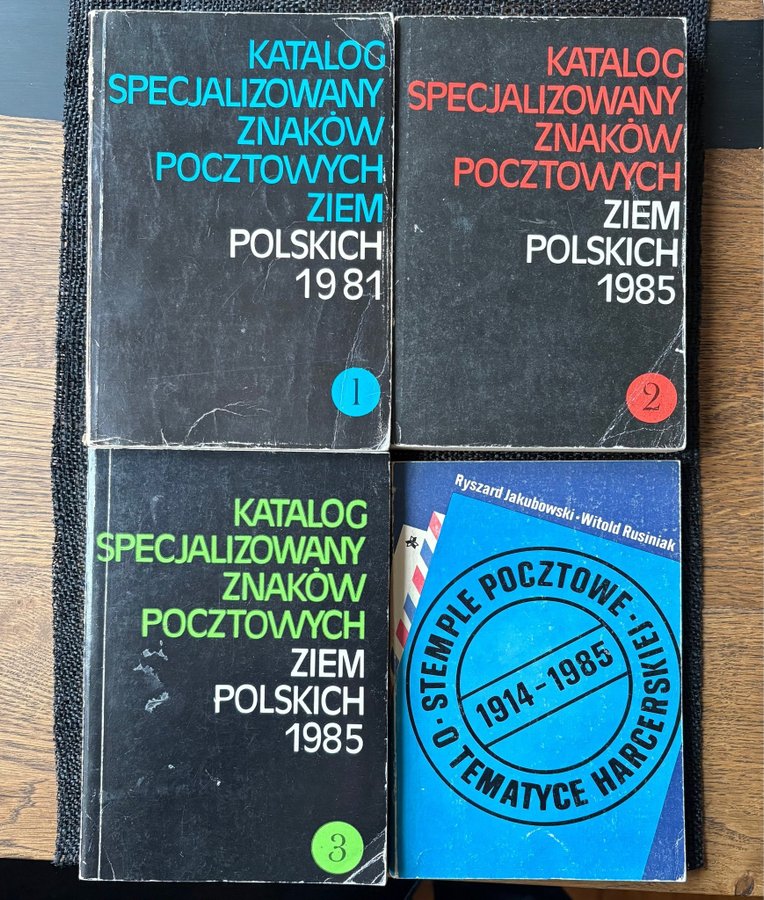 KATALOG
SPECJALIZOWANY
ZNAKÓW
POCZTOWYCH
ZIEM
POLSKICH
1981
1
KATALOG
SPECJALIZOWANY
ZNAKÓW
POCZTOWYCH
ZIEM
POLSKICH
1985
2
KATALOG
SPECJALIZOWANY
ZNAKÓW
POCZTOWYCH
ZIEM
POLSKICH
1985
3
Ryszard Jakubowski • Witold Rusiniak
• STEMPLE POCZTOWE •
O TEMATYCE HARCERSKIEJ
1914-1985